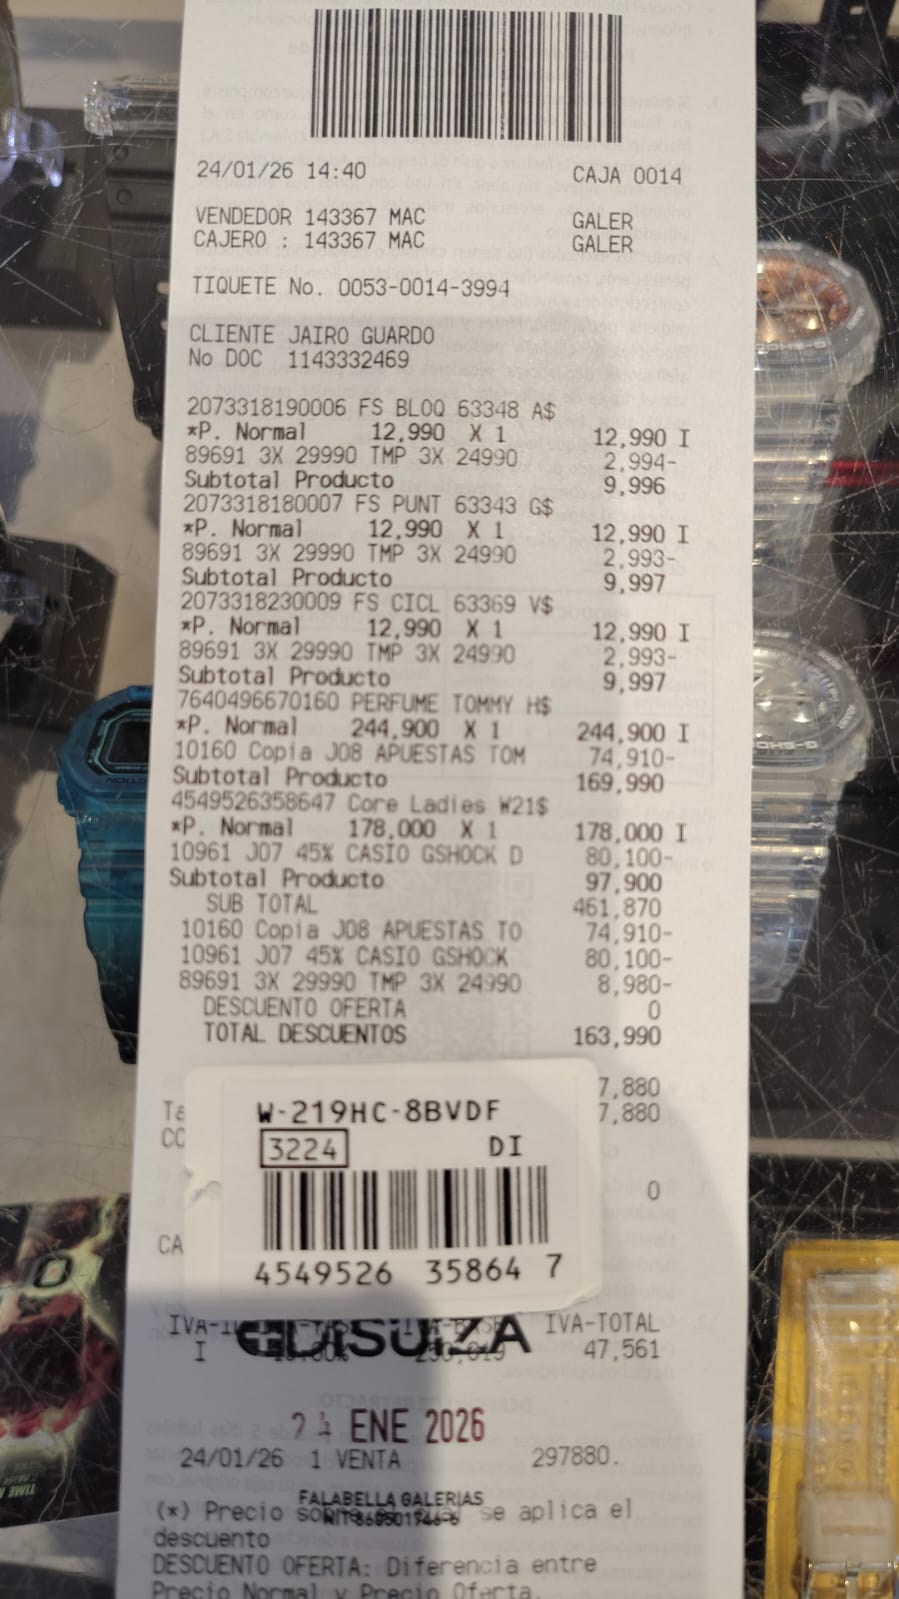 24/01/26 14:40 CAJA 0014
VENDEDOR 143367 MAC GALER
CAJERO : 143367 MAC GALER
TIQUETE No. 0053-0014-3994
CLIENTE JAIRO GUARDO
No DOC 1143332469
2073318190006 FS BLOQ 63348 A$
*P. Normal 12,990 X 1 12,990 I
89691 3X 29990 TMP 3X 24990 2,994-
Subtotal Producto 9,996
2073318180007 FS PUNT 63343 G$
*P. Normal 12,990 X 1 12,990 I
89691 3X 29990 TMP 3X 24990 2,993-
Subtotal Producto 9,997
2073318230009 FS CICL 63369 V$
*P. Normal 12,990 X 1 12,990 I
89691 3X 29990 TMP 3X 24990 2,993-
Subtotal Producto 9,997
7640496670160 PERFUME TOMMY H$
*P. Normal 244,900 X 1 244,900 I
10160 Copia J08 APUESTAS TOM 74,910-
Subtotal Producto 169,990
4549526358647 Core Ladies W21$
*P. Normal 178,000 X 1 178,000 I
10961 J07 45% CASIO GSHOCK D 80,100-
Subtotal Producto 97,900
SUB TOTAL 461,870
10160 Copia J08 APUESTAS TO 74,910-
10961 J07 45% CASIO GSHOCK 80,100-
89691 3X 29990 TMP 3X 24990 8,980-
DESCUENTO OFERTA 0
TOTAL DESCUENTOS 163,990
7,880
Ta 7,880
CO
W-219HC-8BVDF
3224 DI
0
CA
4549526 35864 7
IVA-TOTAL
I 47,561
24 ENE 2026
24/01/26 1 VENTA 297880.
FALABELLA GALERIAS
(*) Precio se aplica el
descuento
DESCUENTO OFERTA: Diferencia entre
Precio Normal y Precio Oferta.